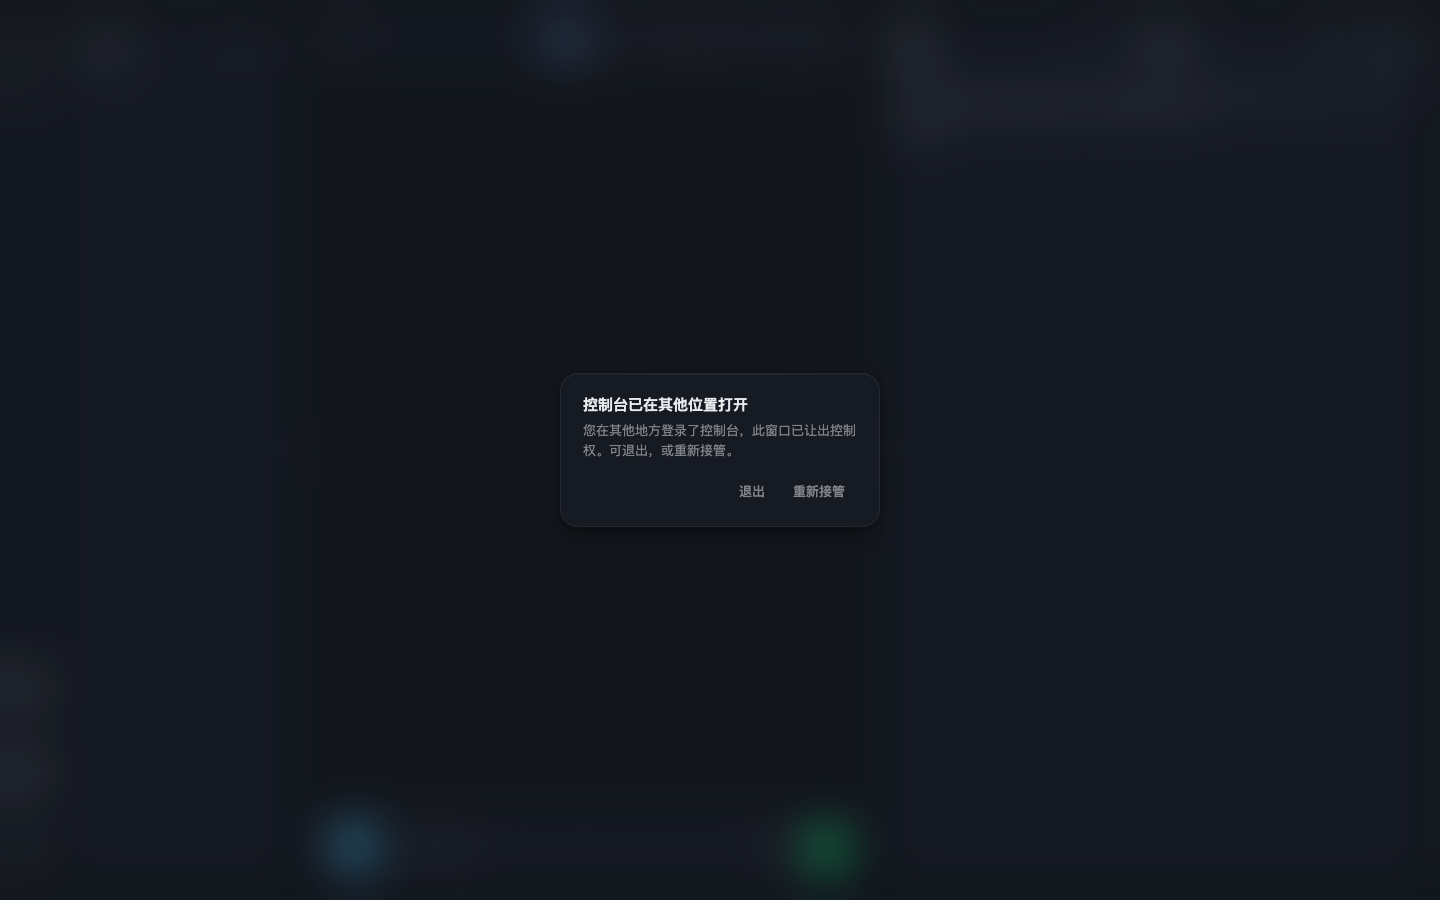 控制台已在其他位置打开
您在其他地方登录了控制台，此窗口已让出控制
权。可退出，或重新接管。
退出 重新接管